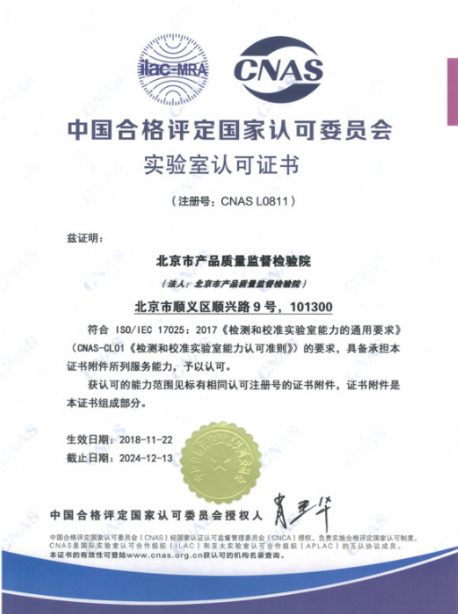 ilac-MRA
CNAS
中国合格评定国家认可委员会
实验室认可证书
（注册号：CNAS L0811）
兹证明：
北京市产品质量监督检验院
（法人：北京市产品质量监督检验院）
北京市顺义区顺兴路 9 号，101300
符合 ISO/IEC 17025：2017《检测和校准实验室能力的通用要求》
（CNAS-CL01《检测和校准实验室能力认可准则》）的要求，具备承担本
证书附件所列服务能力，予以认可。
获认可的能力范围见标有相同认可注册号的证书附件，证书附件是
本证书组成部分。
生效日期：2018-11-22
截止日期：2024-12-13
中国合格评定国家认可委员会授权人
中国合格评定国家认可委员会（CNAS）经国家认证认可监督管理委员会（CNCA）授权，负责实施合格评定国家认可制度。
CNAS是国际实验室认可合作组织（ILAC）和亚太实验室认可合作组织（APLAC）的互认协议成员。
本证书的有效性可登陆www.cnas.org.cn获认可的机构名录查询。